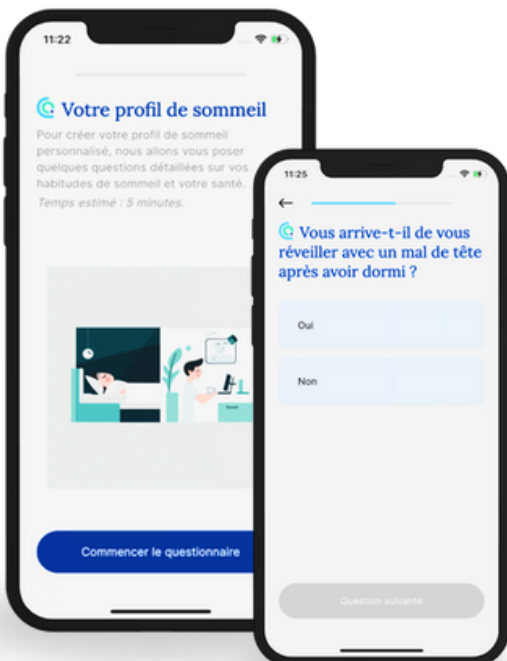 11:22
Votre profil de sommeil
Pour créer votre profil de sommeil
personnalisé, nous allons vous poser
quelques questions détaillées sur vos
habitudes de sommeil et votre santé.
Temps estimé : 5 minutes.
Commencer le questionnaire
11:25
Vous arrive-t-il de vous
réveiller avec un mal de tête
après avoir dormi ?
Oui
Non
Question suivante